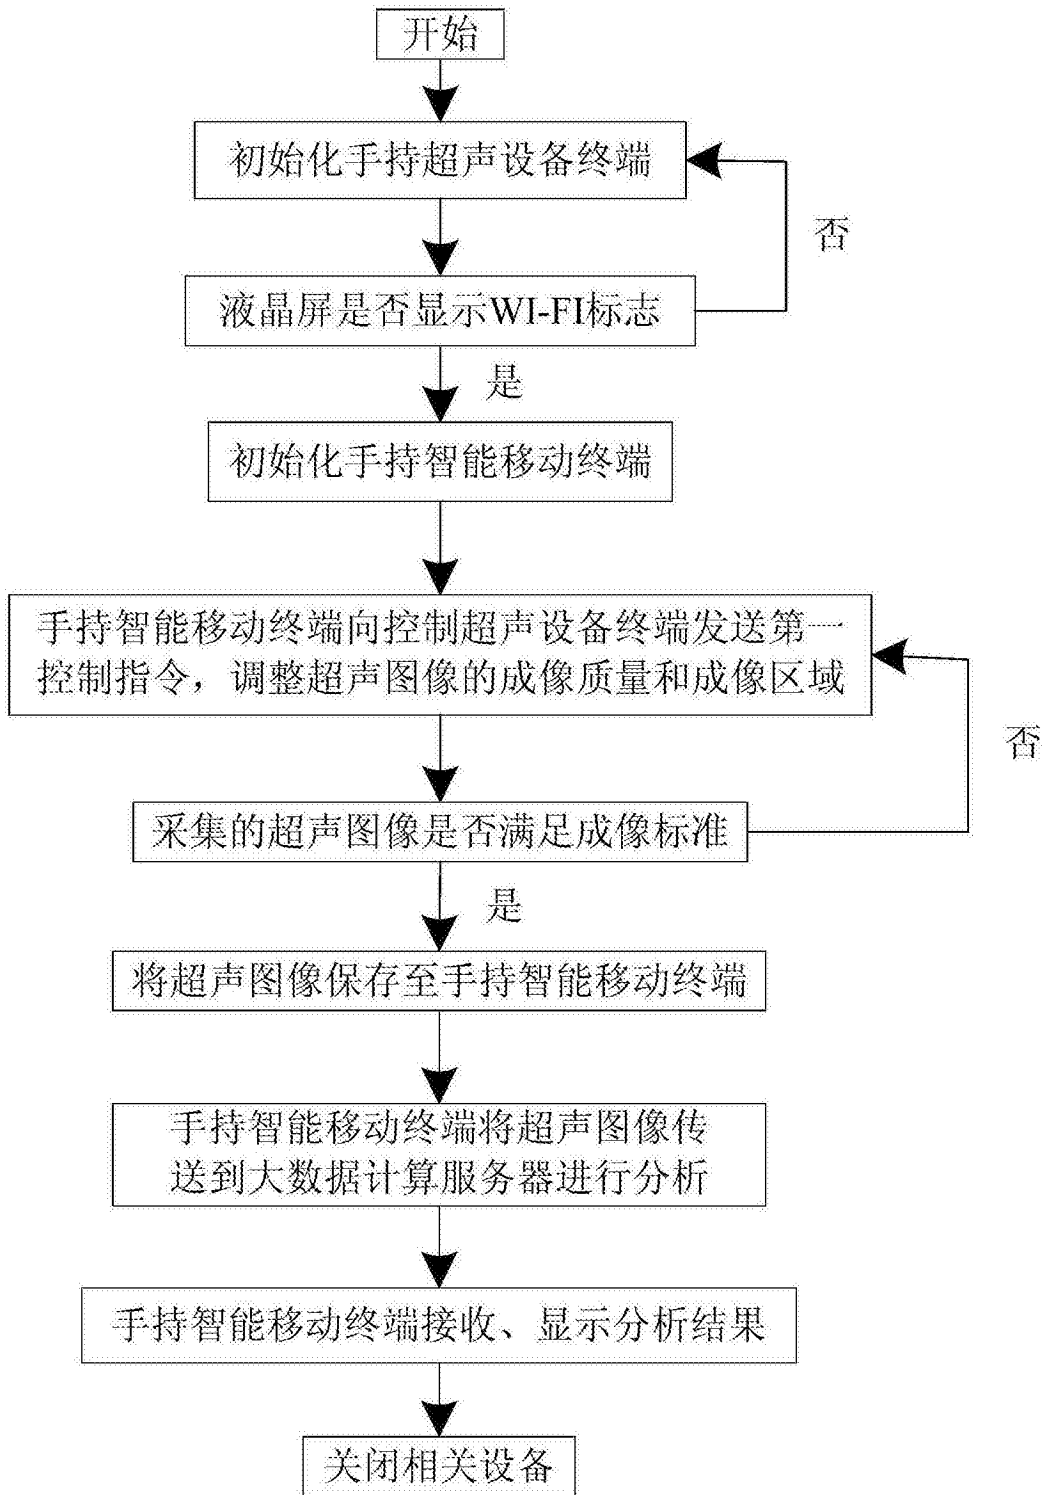 开始
初始化手持超声设备终端
否
液晶屏是否显示WI-FI标志
是
初始化手持智能移动终端
手持智能移动终端向控制超声设备终端发送第一
控制指令，调整超声图像的成像质量和成像区域
否
采集的超声图像是否满足成像标准
是
将超声图像保存至手持智能移动终端
手持智能移动终端将超声图像传
送到大数据计算服务器进行分析
手持智能移动终端接收、显示分析结果
关闭相关设备